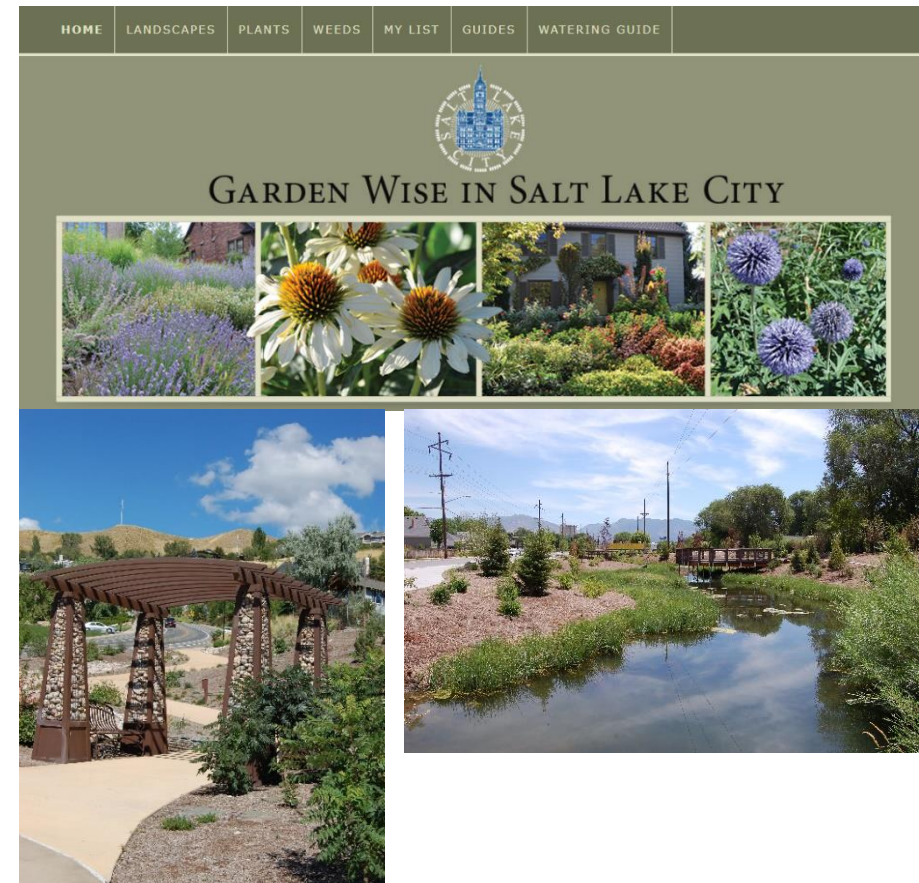 HOME LANDSCAPES PLANTS WEEDS MY LIST GUIDES WATERING GUIDE
SALT LAKE CITY
GARDEN WISE IN SALT LAKE CITY